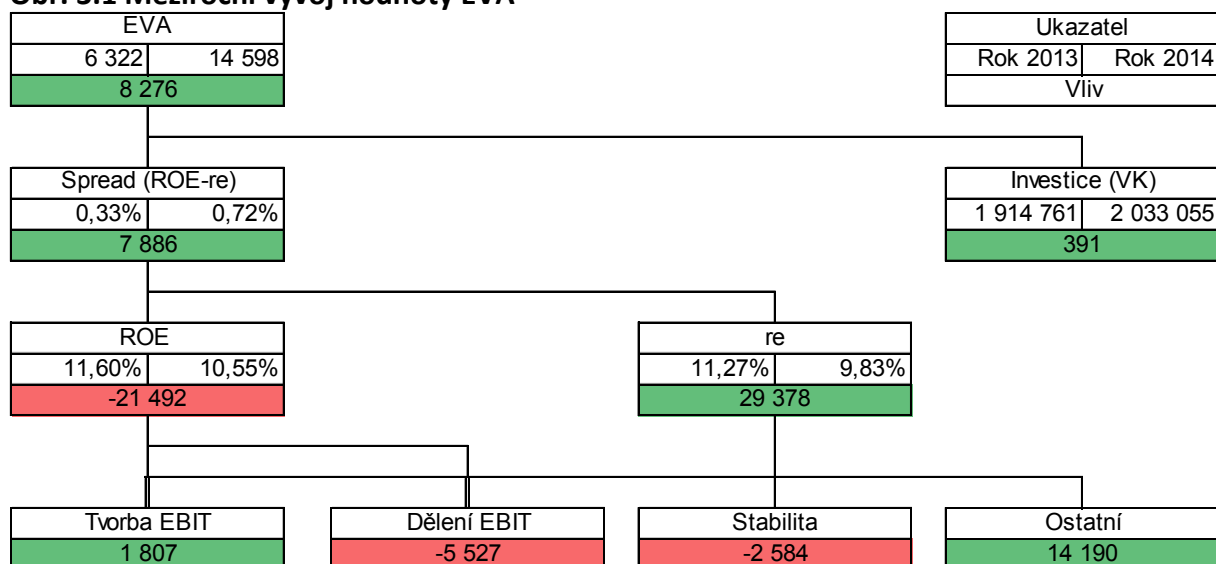 Obr. 5.1 Meziroční vývoj hodnoty EVA
EVA
6 322 14 598
8 276
Ukazatel
Rok 2013 Rok 2014
Vliv
Spread (ROE-re)
0,33% 0,72%
7 886
Investice (VK)
1 914 761 2 033 055
391
ROE
11,60% 10,55%
-21 492
re
11,27% 9,83%
29 378
Tvorba EBIT
1 807
Dělení EBIT
-5 527
Stabilita
-2 584
Ostatní
14 190